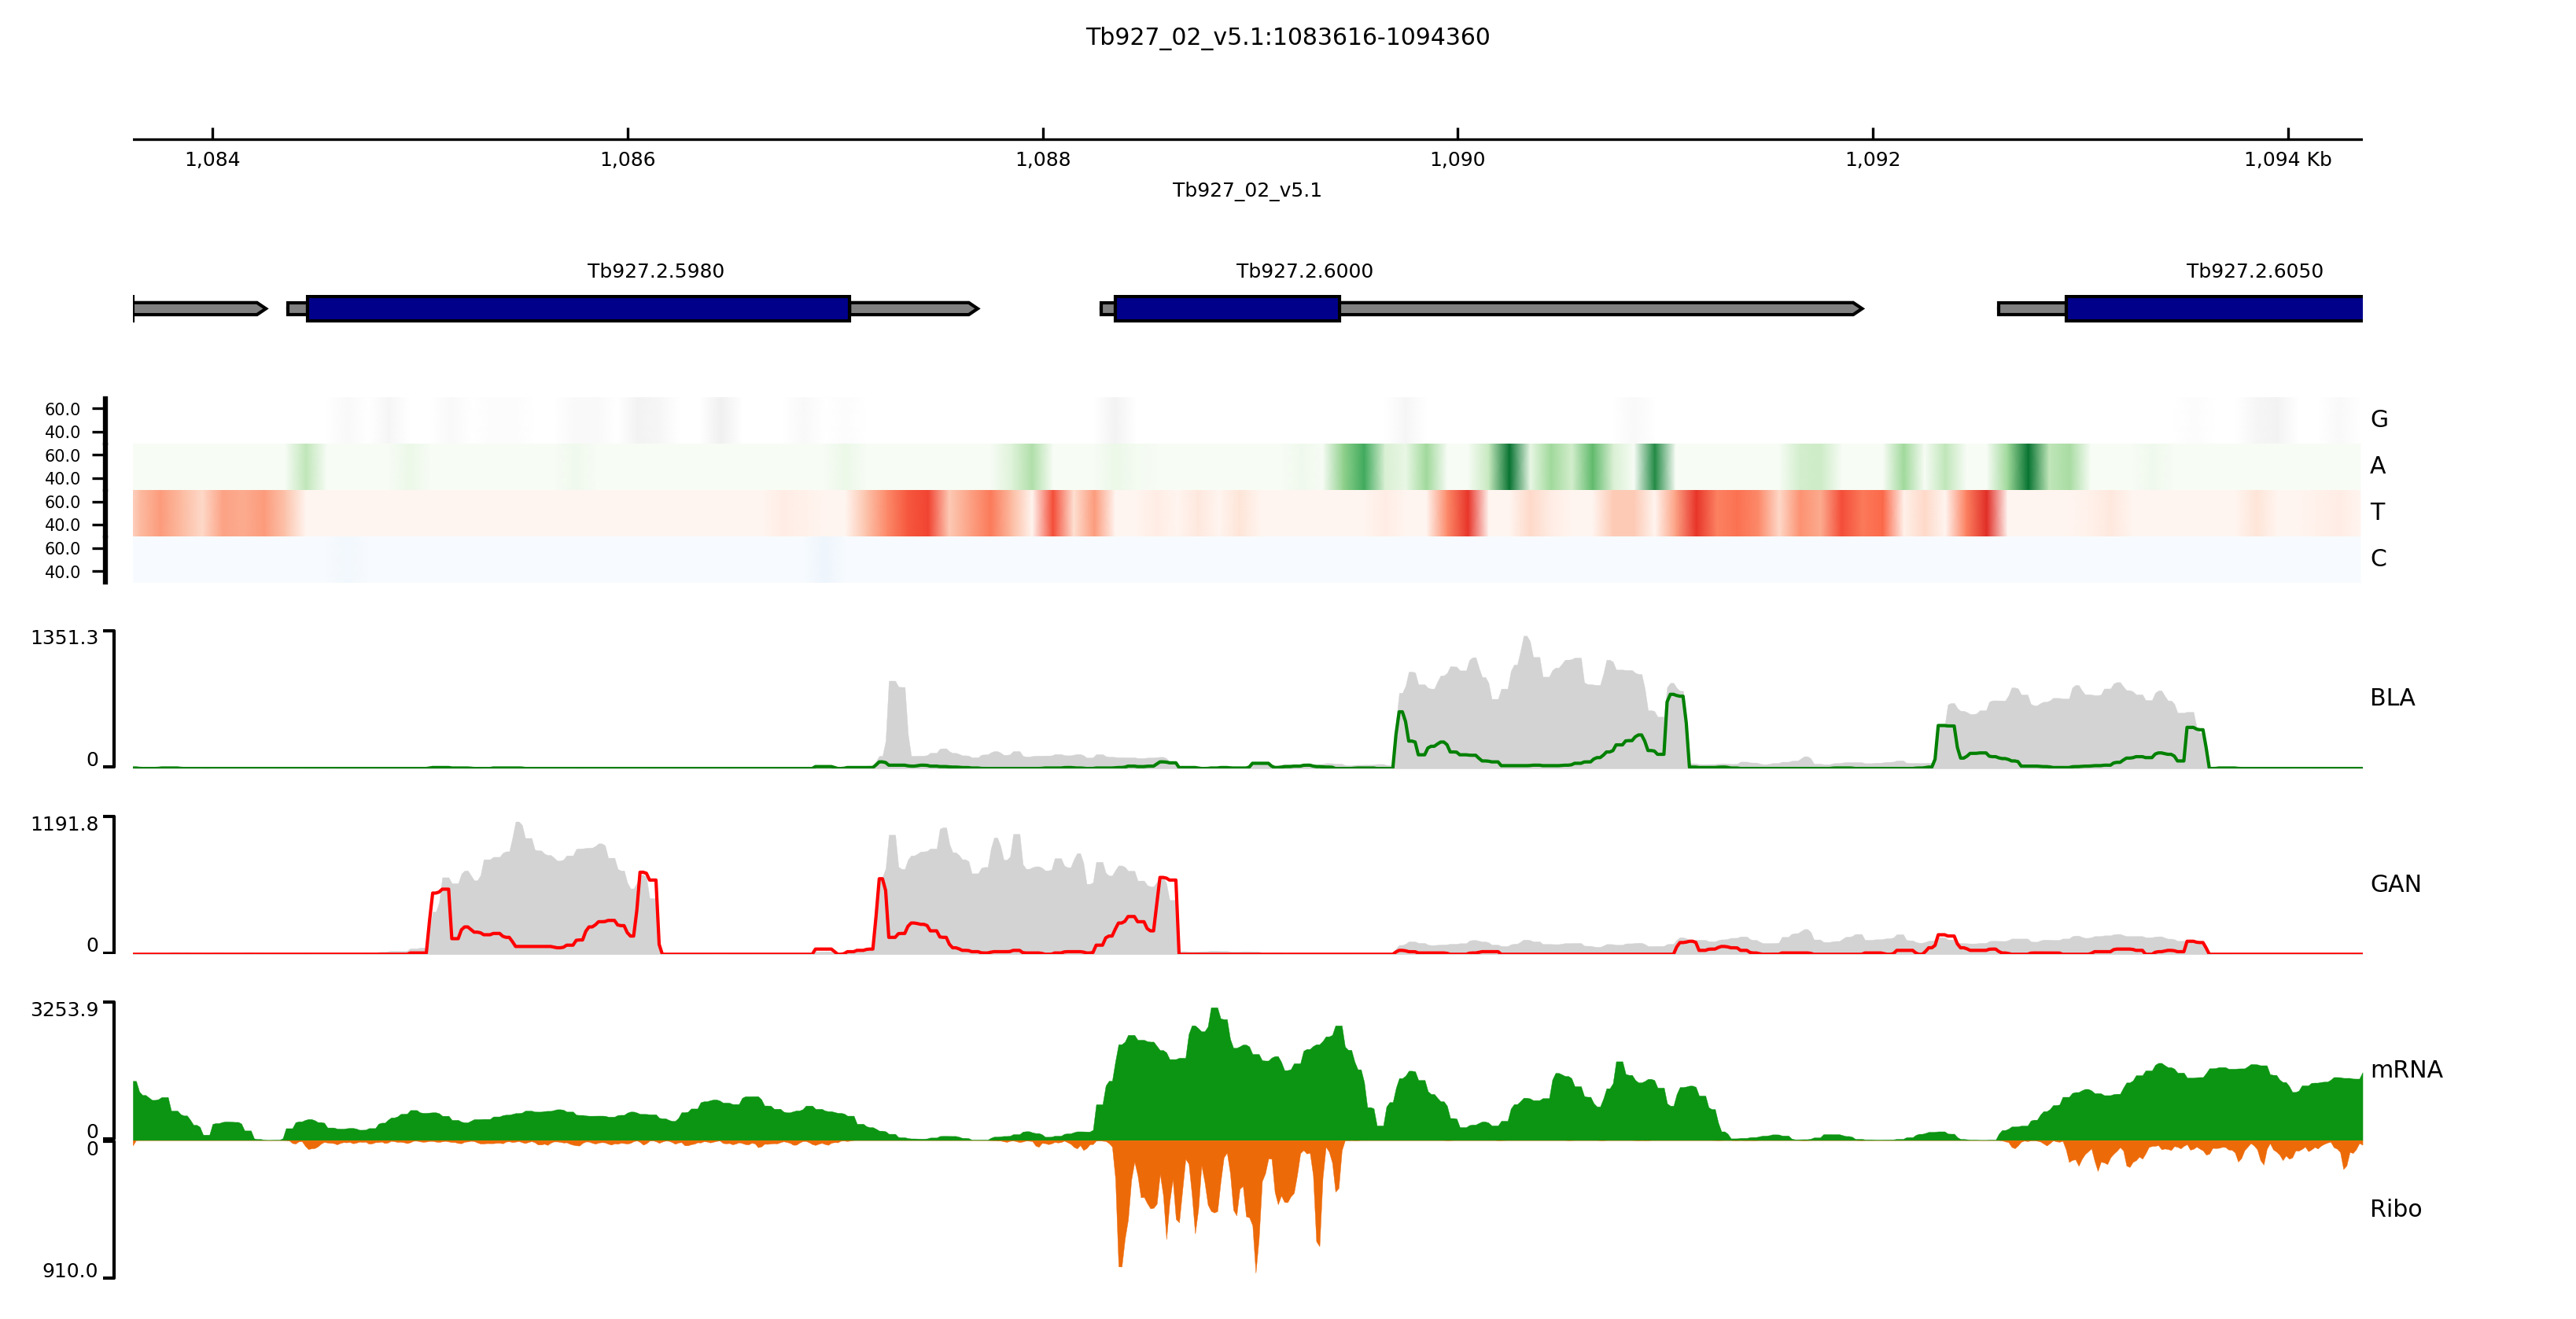 Tb927_02_v5.1:1083616-1094360
1,084 1,086 1,088 1,090 1,092 1,094 Kb
Tb927_02_v5.1
Tb927.2.5980 Tb927.2.6000 Tb927.2.6050
60.0
40.0
G
60.0
40.0
A
60.0
40.0
T
60.0
40.0
C
1351.3
0
BLA
1191.8
0
GAN
3253.9
0
mRNA
0
910.0
Ribo